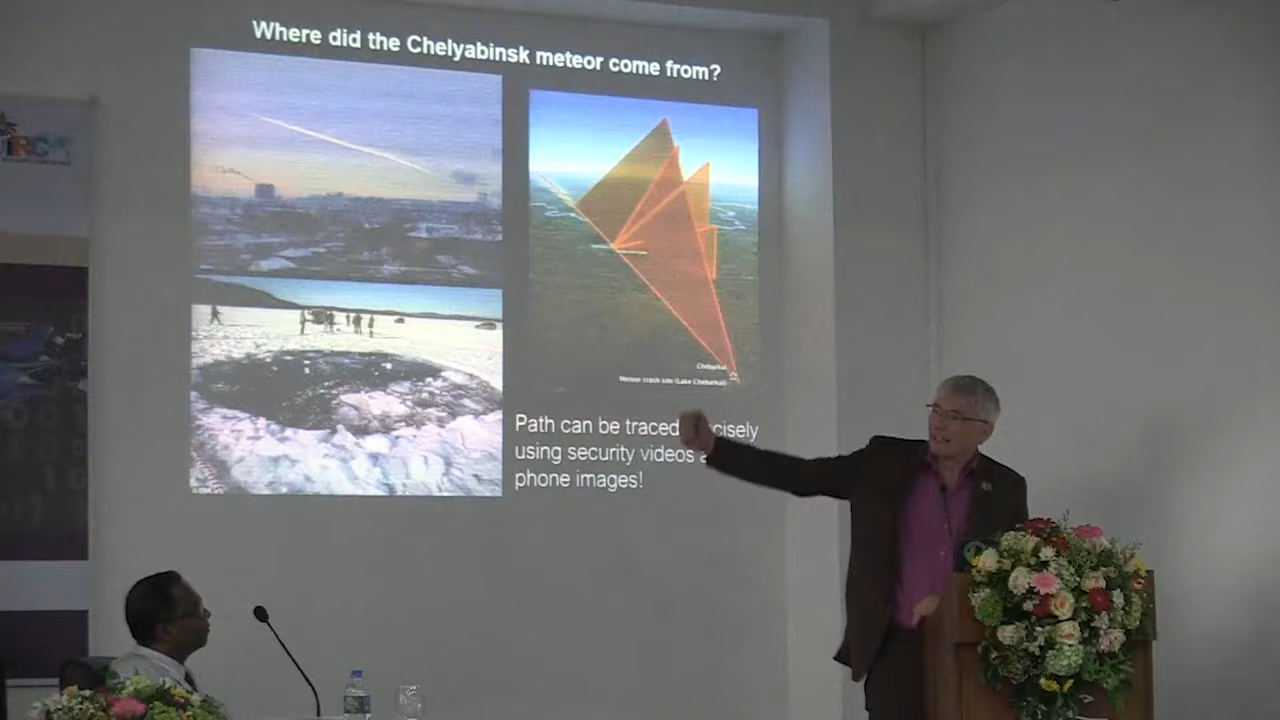 Where did the Chelyabinsk meteor come from?
Chebarkul
Meteor crash site (Lake Chebarkul)
Path can be traced
using security videos
phone images!